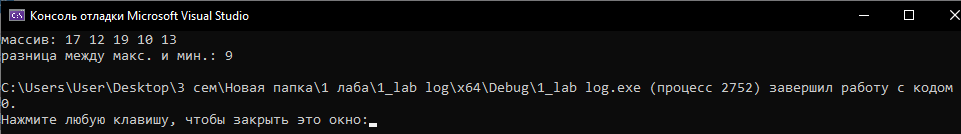 Консоль отладки Microsoft Visual Studio
массив: 17 12 19 10 13
разница между макс. и мин.: 9
C:\Users\User\Desktop\3 сем\Новая папка\1 лаба\1_lab log\x64\Debug\1_lab log.exe (процесс 2752) завершил работу с кодом
0.
Нажмите любую клавишу, чтобы закрыть это окно: